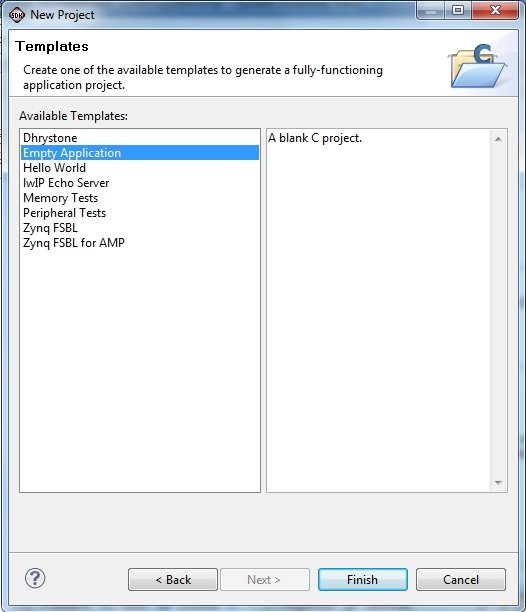 SDK New Project
Templates
Create one of the available templates to generate a fully-functioning
application project.
C
Available Templates:
Dhrystone
Empty Application
Hello World
lwIP Echo Server
Memory Tests
Peripheral Tests
Zynq FSBL
Zynq FSBL for AMP
A blank C project.
? < Back Next > Finish Cancel